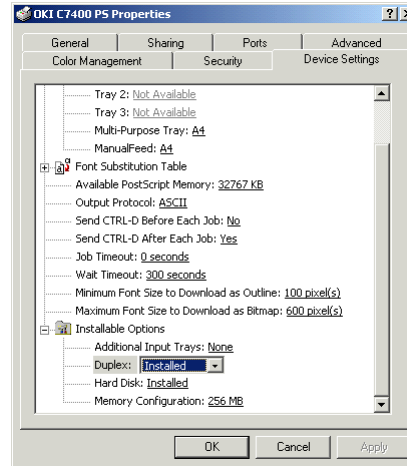 OKI C7400 PS Properties
General Sharing Ports Advanced
Color Management Security Device Settings
Tray 2: Not Available
Tray 3: Not Available
Multi-Purpose Tray: A4
ManualFeed: A4
Font Substitution Table
Available PostScript Memory: 32767 KB
Output Protocol: ASCII
Send CTRL-D Before Each Job: No
Send CTRL-D After Each Job: Yes
Job Timeout: 0 seconds
Wait Timeout: 300 seconds
Minimum Font Size to Download as Outline: 100 pixel(s)
Maximum Font Size to Download as Bitmap: 600 pixel(s)
Installable Options
Additional Input Trays: None
Duplex: Installed
Hard Disk: Installed
Memory Configuration: 256 MB
OK Cancel Apply